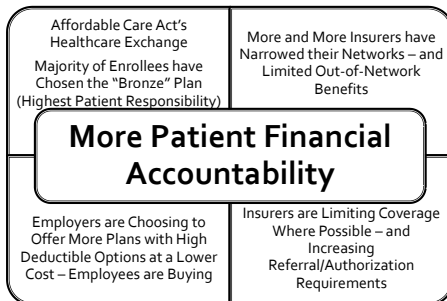 Affordable Care Act's
Healthcare Exchange
Majority of Enrollees have
Chosen the "Bronze" Plan
(Highest Patient Responsibility)
More and More Insurers have
Narrowed their Networks – and
Limited Out-of-Network
Benefits
More Patient Financial
Accountability
Employers are Choosing to
Offer More Plans with High
Deductible Options at a Lower
Cost – Employees are Buying
Insurers are Limiting Coverage
Where Possible – and
Increasing
Referral/Authorization
Requirements